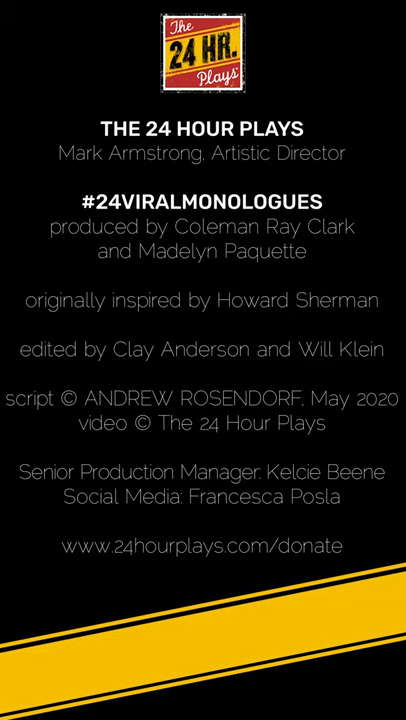 The
24 HR.
Plays
THE 24 HOUR PLAYS
Mark Armstrong, Artistic Director
#24VIRALMONOLOGUES
produced by Coleman Ray Clark
and Madelyn Paquette
originally inspired by Howard Sherman
edited by Clay Anderson and Will Klein
script © ANDREW ROSENDORF, May 2020
video © The 24 Hour Plays
Senior Production Manager: Kelcie Beene
Social Media: Francesca Posla
www.24hourplays.com/donate